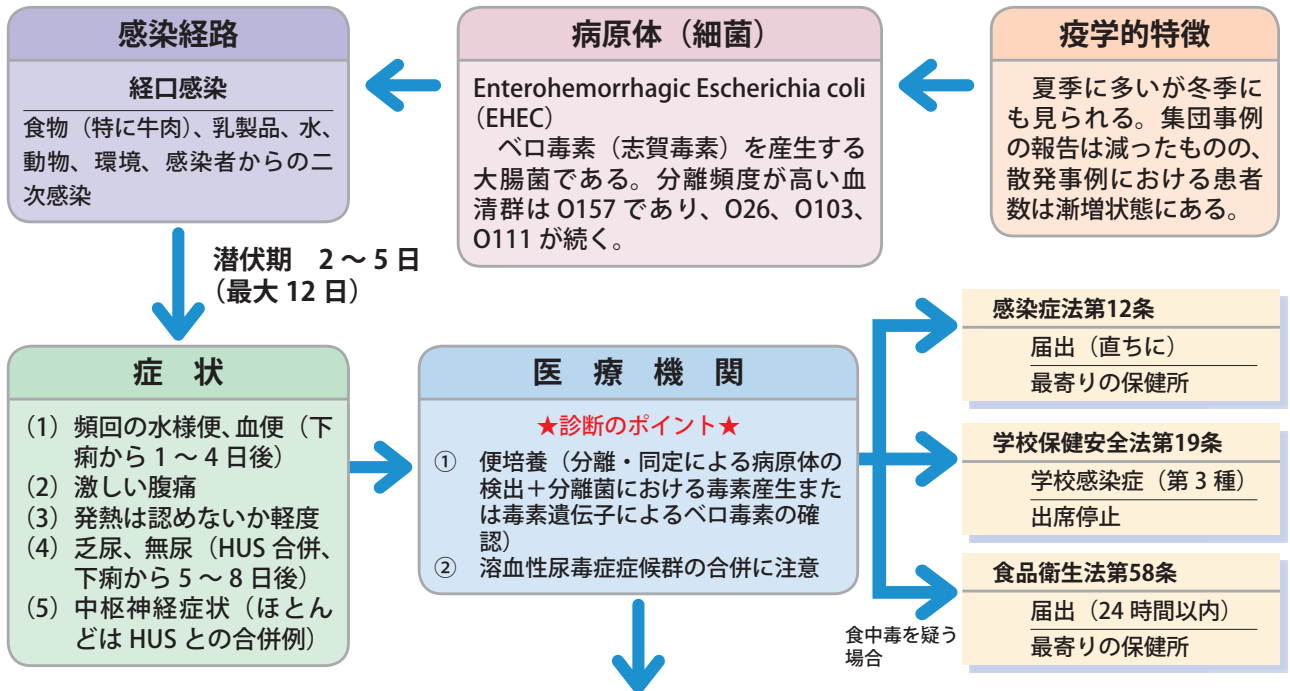 感染経路
経口感染
食物（特に牛肉）、乳製品、水、
動物、環境、感染者からの二
次感染
病原体（細菌）
Enterohemorrhagic Escherichia coli
(EHEC)
ベロ毒素（志賀毒素）を産生する
大腸菌である。分離頻度が高い血
清群は O157 であり、O26、O103、
O111 が続く。
疫学的特徴
夏季に多いが冬季に
も見られる。集団事例
の報告は減ったものの、
散発事例における患者
数は漸増状態にある。
潜伏期　2 〜 5 日
（最大 12 日）
症　状
(1) 頻回の水様便、血便（下
痢から 1 〜 4 日後）
(2) 激しい腹痛
(3) 発熱は認めないか軽度
(4) 乏尿、無尿（HUS 合併、
下痢から 5 〜 8 日後）
(5) 中枢神経症状（ほとん
どは HUS との合併例）
医　療　機　関
★診断のポイント★
①　便培養（分離・同定による病原体の
検出＋分離菌における毒素産生また
は毒素遺伝子によるベロ毒素の確
認）
②　溶血性尿毒症症候群の合併に注意
感染症法第12条
届出（直ちに）
最寄りの保健所
学校保健安全法第19条
学校感染症（第 3 種）
出席停止
食品衛生法第58条
届出（24 時間以内）
最寄りの保健所
食中毒を疑う
場合